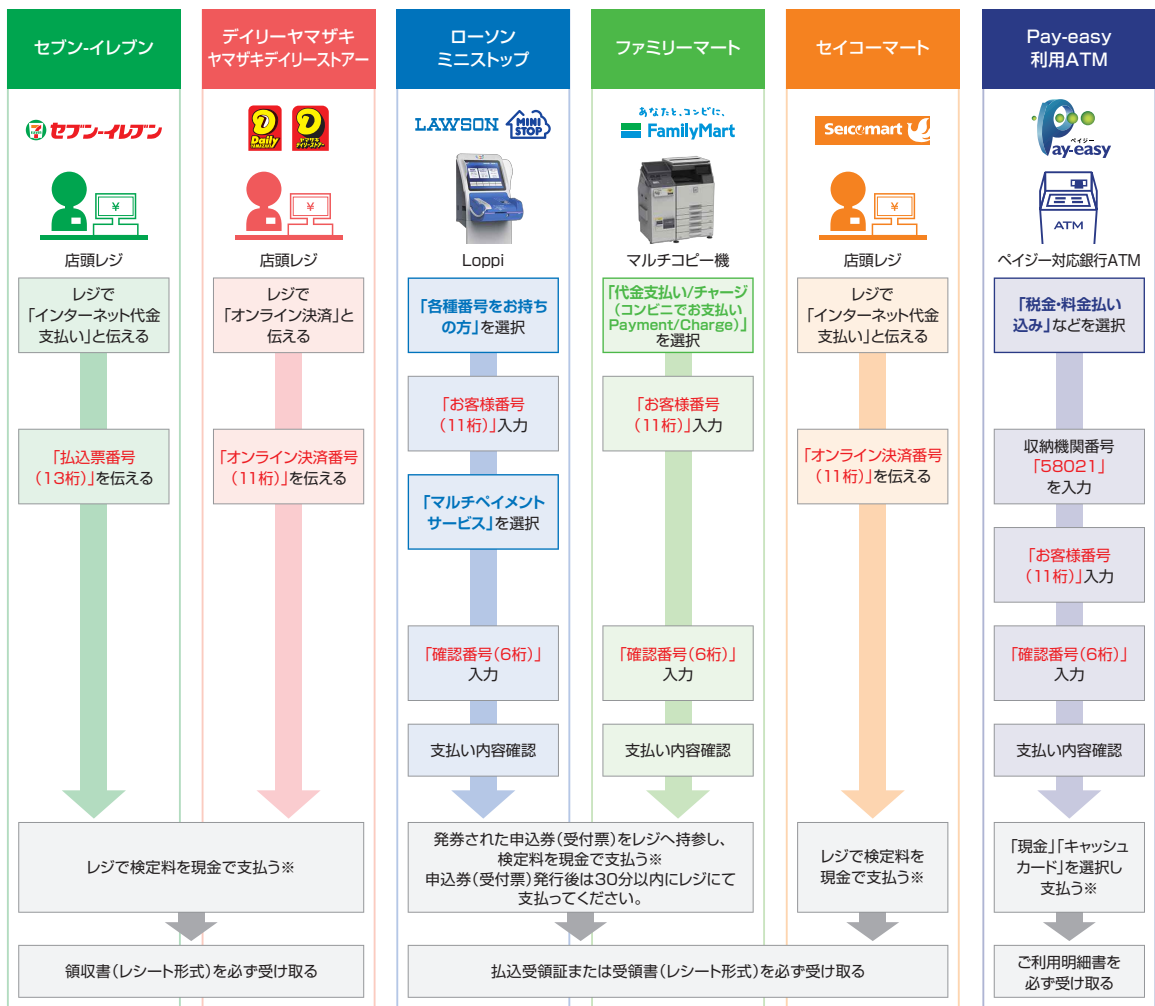 セブン-イレブン
セブン-イレブン
¥
店頭レジ
レジで
「インターネット代金
支払い」と伝える
「払込票番号
(13桁)」を伝える
デイリーヤマザキ
ヤマザキデイリーストアー
Daily
YAMAZAKI
ヤマザキ
デイリーストアー
¥
店頭レジ
レジで
「オンライン決済」と
伝える
「オンライン決済番号
(11桁)」を伝える
レジで検定料を現金で支払う※
領収書(レシート形式)を必ず受け取る
ローソン
ミニストップ
LAWSON
MINI
STOP
Loppi
「各種番号をお持ち
の方」を選択
「お客様番号
(11桁)」入力
「マルチペイメント
サービス」を選択
「確認番号(6桁)」
入力
支払い内容確認
ファミリーマート
あなたと、コンビに、
FamilyMart
マルチコピー機
「代金支払い/チャージ
(コンビニでお支払い
Payment/Charge)」
を選択
「お客様番号
(11桁)」入力
「確認番号(6桁)」
入力
支払い内容確認
発券された申込券(受付票)をレジへ持参し、
検定料を現金で支払う※
申込券(受付票)発行後は30分以内にレジにて
支払ってください。
セイコーマート
Seicomart
¥
店頭レジ
レジで
「インターネット代金
支払い」と伝える
「オンライン決済番号
(11桁)」を伝える
レジで検定料を
現金で支払う※
払込受領証または受領書(レシート形式)を必ず受け取る
Pay-easy
利用ATM
ペイジー
Pay-easy
ATM
ペイジー対応銀行ATM
「税金・料金払い
込み」などを選択
収納機関番号
「58021」
を入力
「お客様番号
(11桁)」入力
「確認番号(6桁)」
入力
支払い内容確認
「現金」「キャッシュ
カード」を選択し
支払う※
ご利用明細書を
必ず受け取る